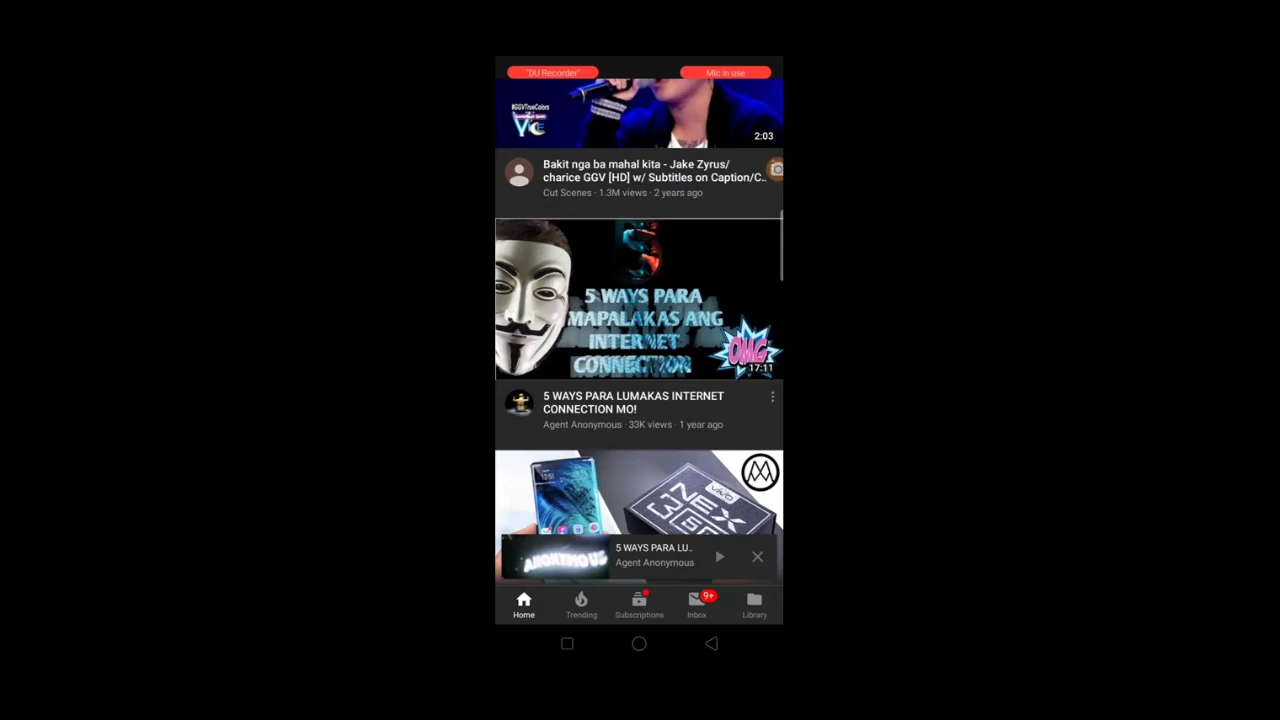 "DU Recorder" Mic in use
#GGVTrueColors
VICE
2:03
Bakit nga ba mahal kita - Jake Zyrus/
charice GGV [HD] w/ Subtitles on Caption/C..
Cut Scenes · 1.3M views · 2 years ago
5 WAYS PARA
MAPALAKAS ANG
INTERNET
CONNECTION
OMG
17:11
5 WAYS PARA LUMAKAS INTERNET
CONNECTION MO!
Agent Anonymous · 33K views · 1 year ago
VIVO
NEX
ANONYMOUS
5 WAYS PARA LU..
Agent Anonymous
9+
Home Trending Subscriptions Inbox Library